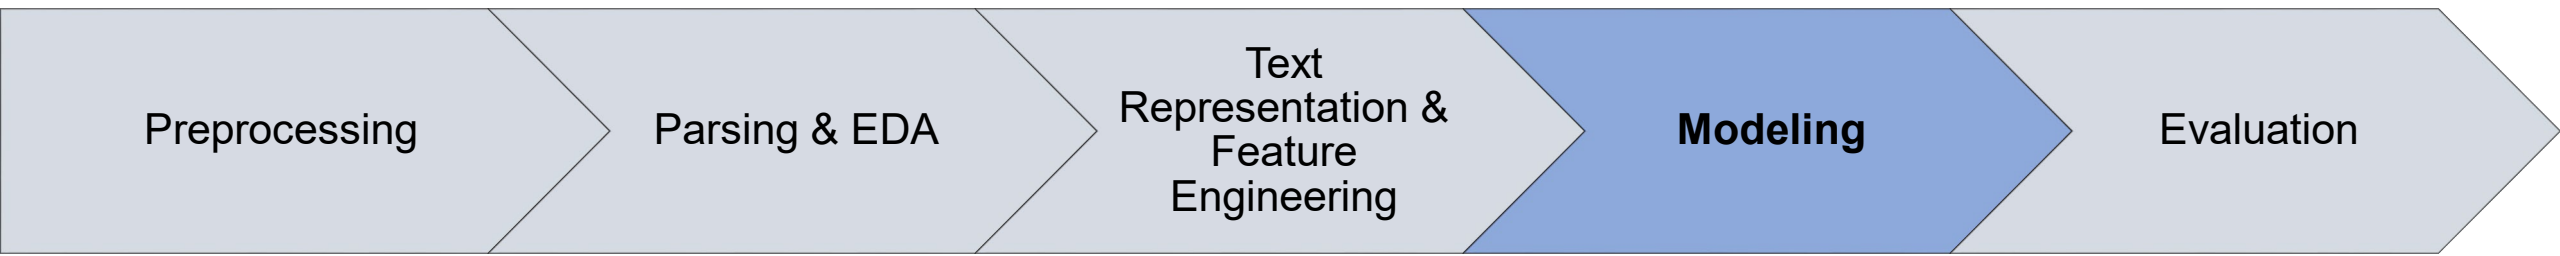 Preprocessing
Parsing & EDA
Text
Representation &
Feature
Engineering
Modeling
Evaluation